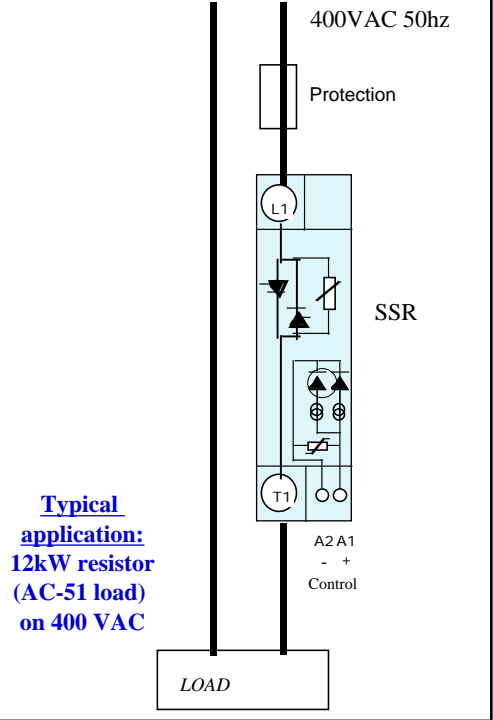 400VAC 50hz
Protection
L1
SSR
T1
A2 A1
- +
Control
Typical
application:
12kW resistor
(AC-51 load)
on 400 VAC
LOAD